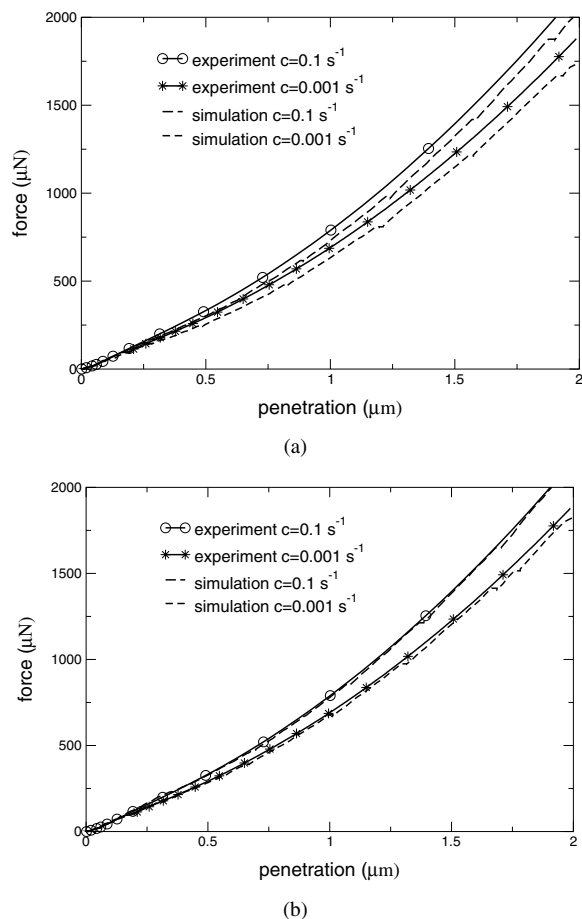 2000
experiment c=0.1 s⁻¹
experiment c=0.001 s⁻¹
1500
simulation c=0.1 s⁻¹
simulation c=0.001 s⁻¹
force (μN)
1000
500
0
0 0.5 1 1.5 2
penetration (μm)
(a)
2000
experiment c=0.1 s⁻¹
experiment c=0.001 s⁻¹
1500
simulation c=0.1 s⁻¹
simulation c=0.001 s⁻¹
force (μN)
1000
500
0
0 0.5 1 1.5 2
penetration (μm)
(b)